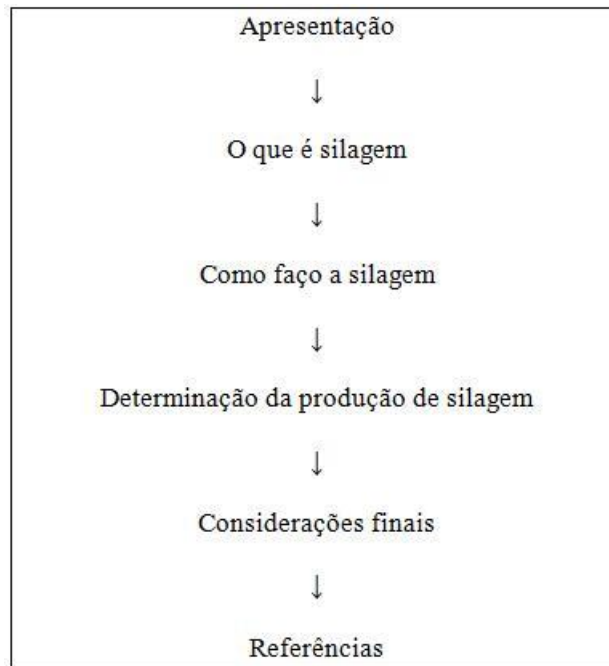 Apresentação
↓
O que é silagem
↓
Como faço a silagem
↓
Determinação da produção de silagem
↓
Considerações finais
↓
Referências